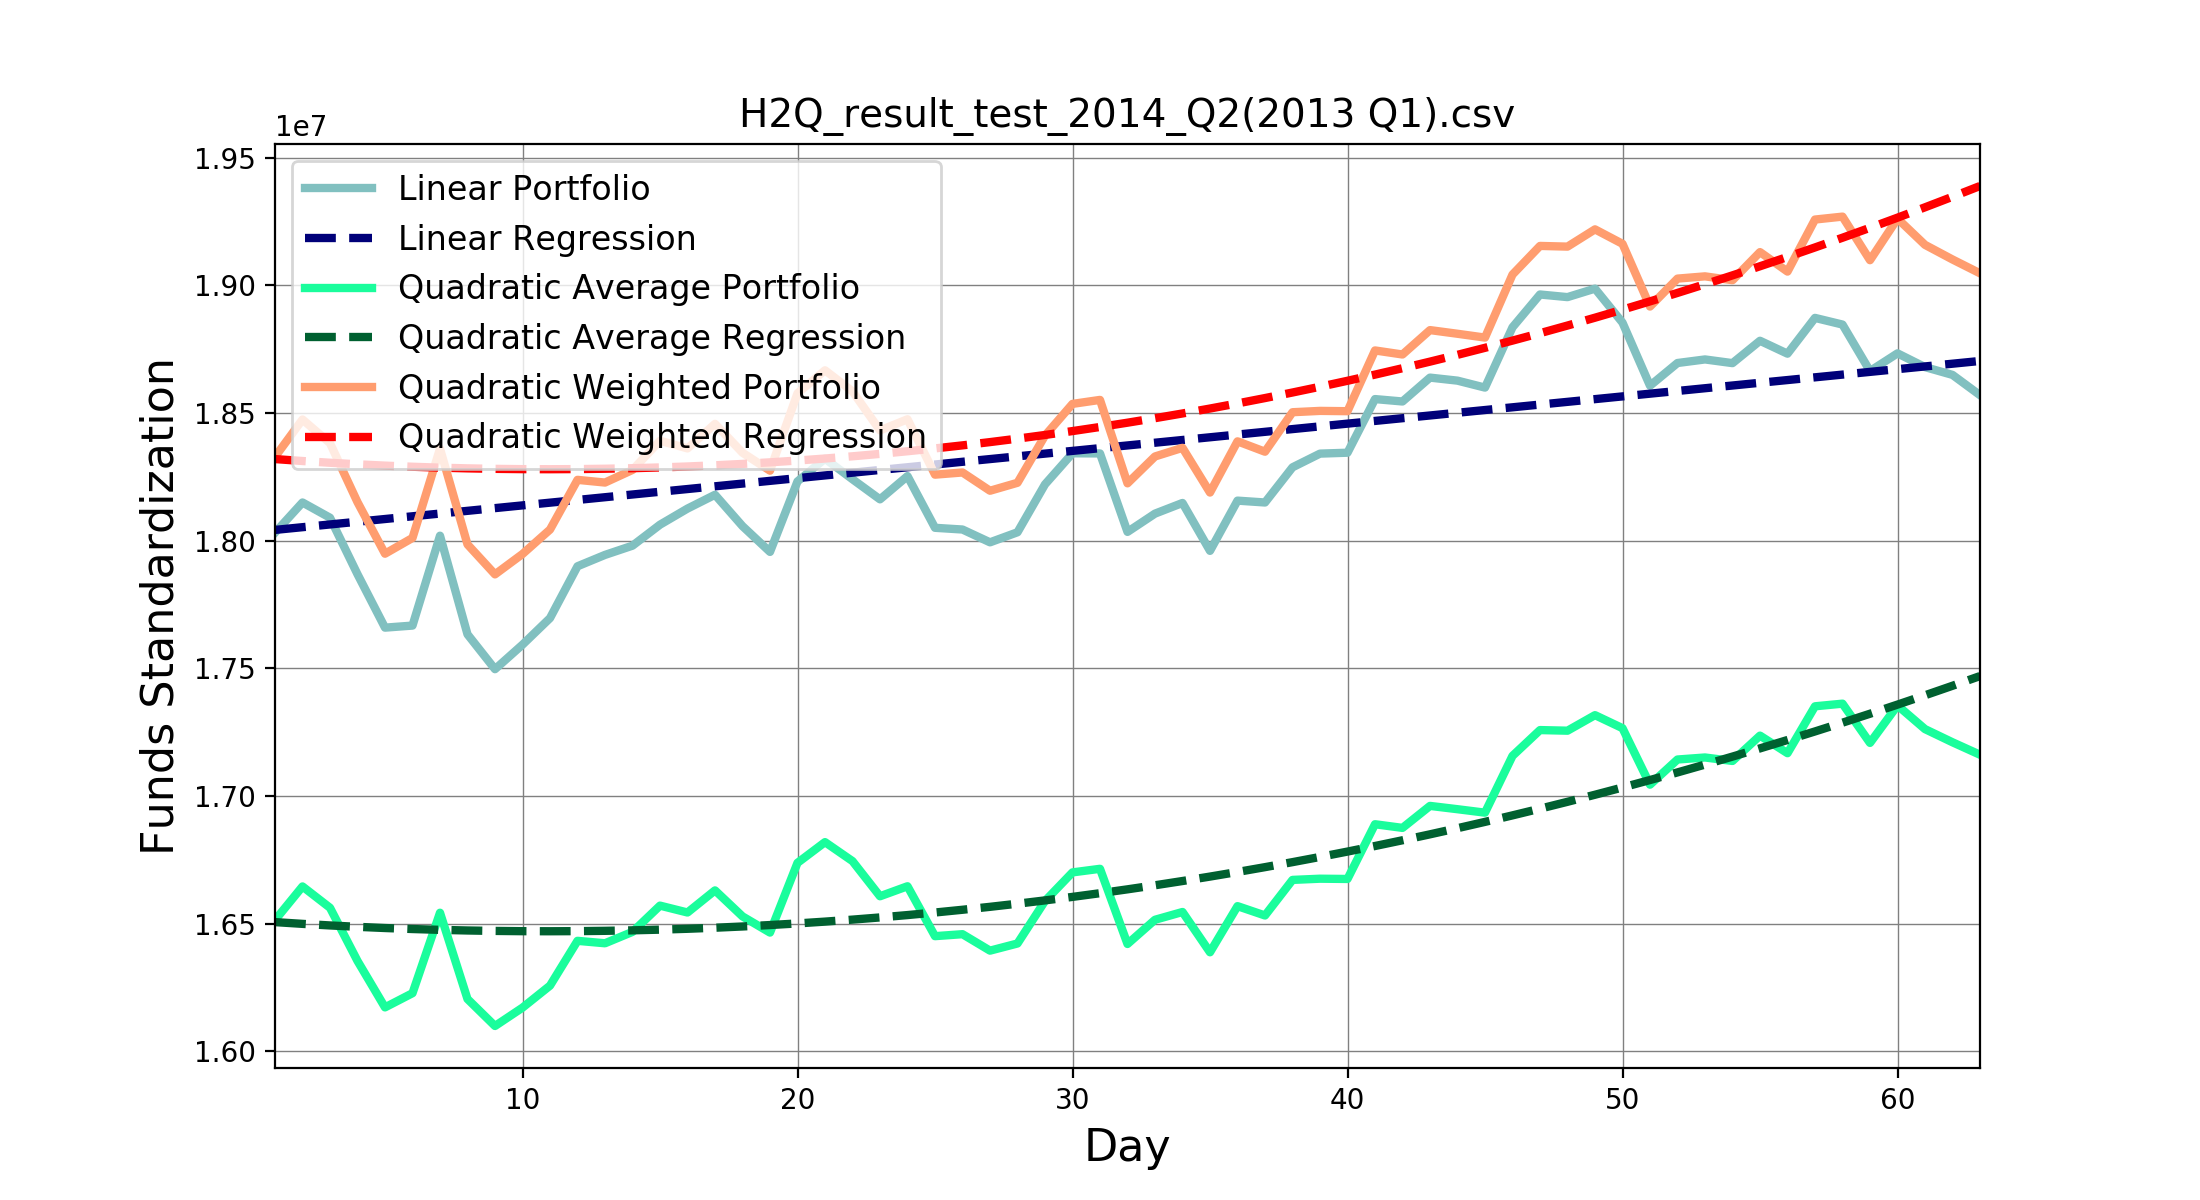 H2Q_result_test_2014_Q2(2013 Q1).csv
1e7
1.95
1.90
1.85
1.80
1.75
1.70
1.65
1.60
Funds Standardization
Linear Portfolio
Linear Regression
Quadratic Average Portfolio
Quadratic Average Regression
Quadratic Weighted Portfolio
Quadratic Weighted Regression
10 20 30 40 50 60
Day